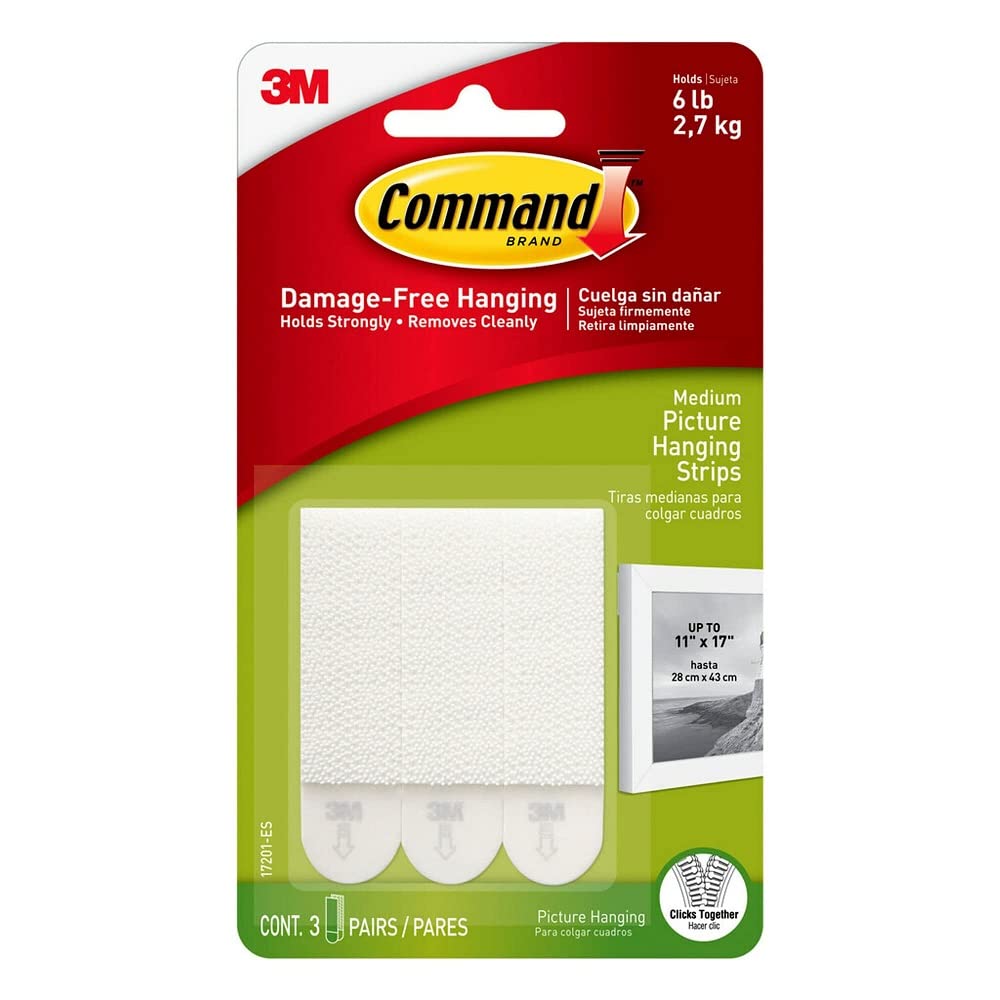 3M
Holds | Sujeta
6 lb
2,7 kg
Command™
BRAND
Damage-Free Hanging
Holds Strongly • Removes Cleanly
Cuelga sin dañar
Sujeta firmemente
Retira limpiamente
Medium
Picture
Hanging
Strips
Tiras medianas para
colgar cuadros
UP TO
11" x 17"
hasta
28 cm x 43 cm
3M 3M 3M
17201-ES
CONT. 3 PAIRS / PARES
Picture Hanging
Para colgar cuadros
Clicks Together
Hacer clic